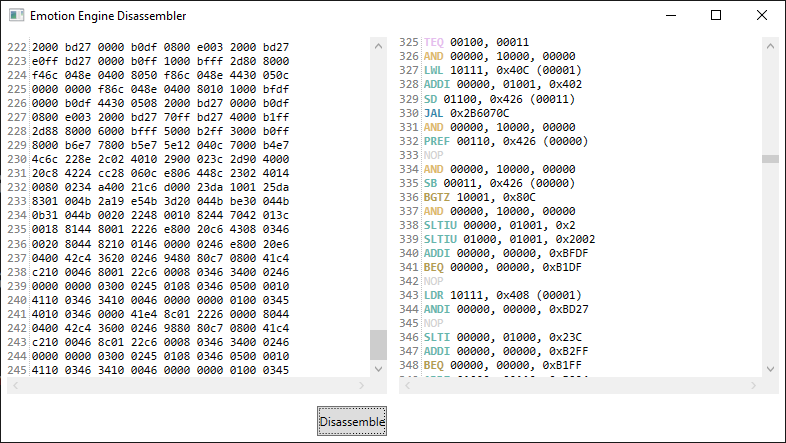 Emotion Engine Disassembler
222 2000 bd27 0000 b0df 0800 e003 2000 bd27
223 e0ff bd27 0000 b0ff 1000 bfff 2d80 8000
224 f46c 048e 0400 8050 f86c 048e 4430 050c
225 0000 0000 f86c 048e 0400 8010 1000 bfdf
226 0000 b0df 4430 0508 2000 bd27 0000 b0df
227 0800 e003 2000 bd27 70ff bd27 4000 b1ff
228 2d88 8000 6000 bfff 5000 b2ff 3000 b0ff
229 8000 b6e7 7800 b5e7 5e12 040c 7000 b4e7
230 4c6c 228e 2c02 4010 2900 023c 2d90 4000
231 20c8 4224 cc28 060c e806 448c 2302 4014
232 0080 0234 a400 21c6 d000 23da 1001 25da
233 8301 004b 2a19 e54b 3d20 044b be30 044b
234 0b31 044b 0020 2248 0010 8244 7042 013c
235 0018 8144 8001 2226 e800 20c6 4308 0346
236 0020 8044 8210 0146 0000 0246 e800 20e6
237 0400 42c4 3620 0246 9480 80c7 0800 41c4
238 c210 0046 8001 22c6 0008 0346 3400 0246
239 0000 0000 0300 0245 0108 0346 0500 0010
240 4110 0346 3410 0046 0000 0000 0100 0345
241 4010 0346 0000 41e4 8c01 2226 0000 8044
242 0400 42c4 3600 0246 9880 80c7 0800 41c4
243 c210 0046 8c01 22c6 0008 0346 3400 0246
244 0000 0000 0300 0245 0108 0346 0500 0010
245 4110 0346 3410 0046 0000 0000 0100 0345
325 TEQ 00100, 00011
326 AND 00000, 10000, 00000
327 LWL 10111, 0x40C (00001)
328 ADDI 00000, 01001, 0x402
329 SD 01100, 0x426 (00011)
330 JAL 0x2B6070C
331 AND 00000, 10000, 00000
332 PREF 00110, 0x426 (00000)
333 NOP
334 AND 00000, 10000, 00000
335 SB 00011, 0x426 (00000)
336 BGTZ 10001, 0x80C
337 AND 00000, 10000, 00000
338 SLTIU 00000, 01001, 0x2
339 SLTIU 01000, 01001, 0x2002
340 ADDI 00000, 00000, 0xBFDF
341 BEQ 00000, 00000, 0xB1DF
342 NOP
343 LDR 10111, 0x408 (00001)
344 ANDI 00000, 00000, 0xBD27
345 NOP
346 SLTI 00000, 01000, 0x23C
347 ADDI 00000, 00000, 0xB2FF
348 BEQ 00000, 00000, 0xB1FF
Disassemble